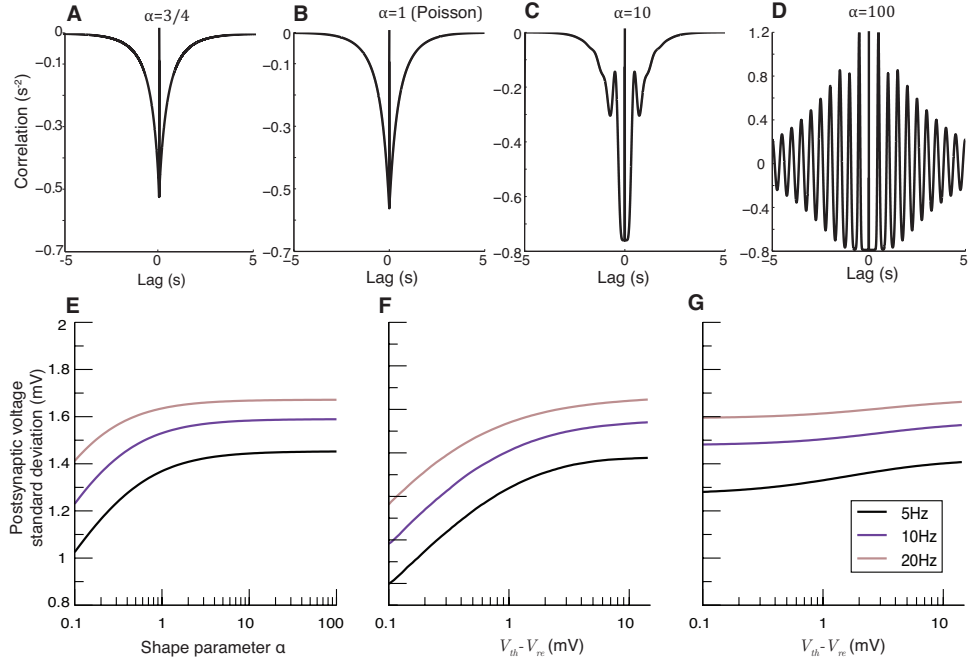 A
α=3/4
B
α=1 (Poisson)
C
α=10
D
α=100
Correlation (s⁻²)
0
−0.1
−0.3
−0.5
−0.7
-5
0
5
Lag (s)
0
−0.1
−0.3
−0.5
−0.7
-5
0
5
Lag (s)
0
−0.2
−0.4
−0.6
−0.8
-5
0
5
Lag (s)
1.2
0.8
0.4
0
−0.4
−0.8
-5
0
5
Lag (s)
E
F
G
Postsynaptic voltage
standard deviation (mV)
2
1.8
1.6
1.4
1.2
1
0.8
0.1
1
10
100
Shape parameter α
0.1
1
10
V_th - V_re (mV)
0.1
1
10
V_th - V_re (mV)
5Hz
10Hz
20Hz